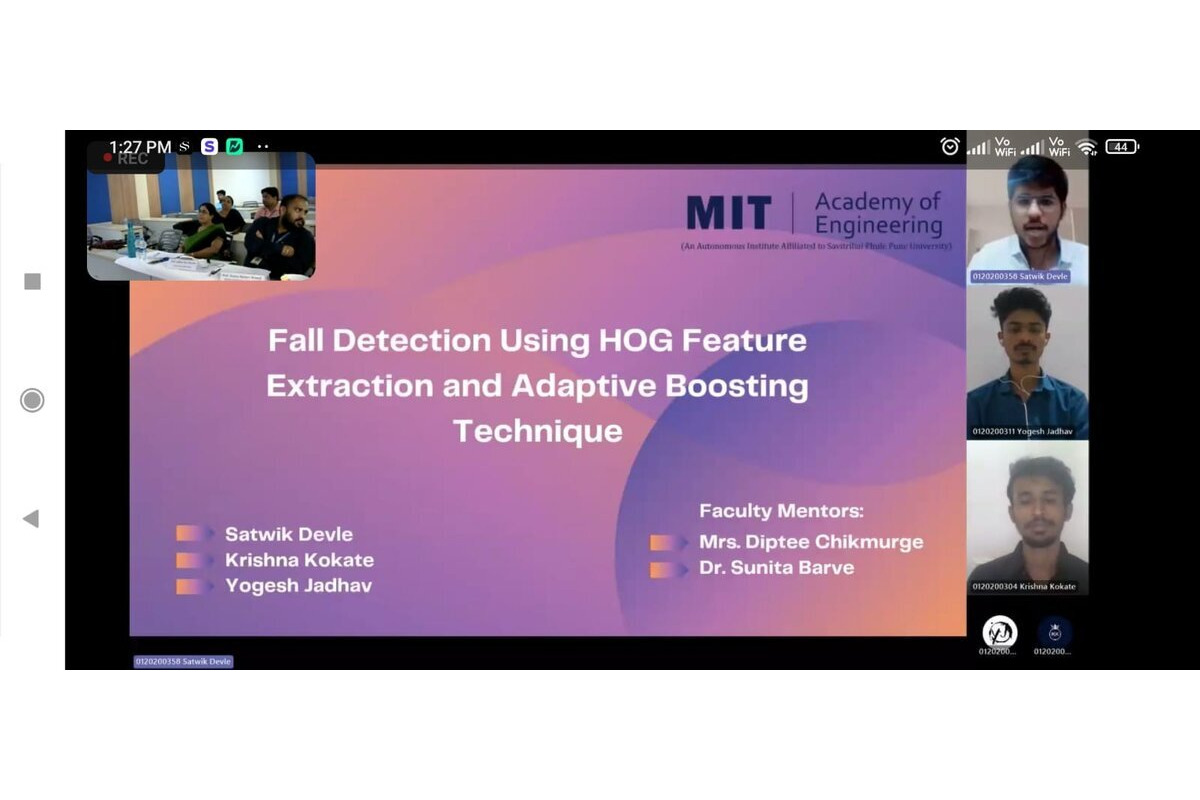 1:27 PM
REC
Vo
WiFi
Vo
WiFi
44
MIT
Academy of
Engineering
(An Autonomous Institute Affiliated to Savitribai Phule Pune University)
0120200358 Satwik Devle
Fall Detection Using HOG Feature
Extraction and Adaptive Boosting
Technique
0120200311 Yogesh Jadhav
Satwik Devle
Krishna Kokate
Yogesh Jadhav
Faculty Mentors:
Mrs. Diptee Chikmurge
Dr. Sunita Barve
0120200304 Krishna Kokate
0120200...
0120200...
0120200358 Satwik Devle